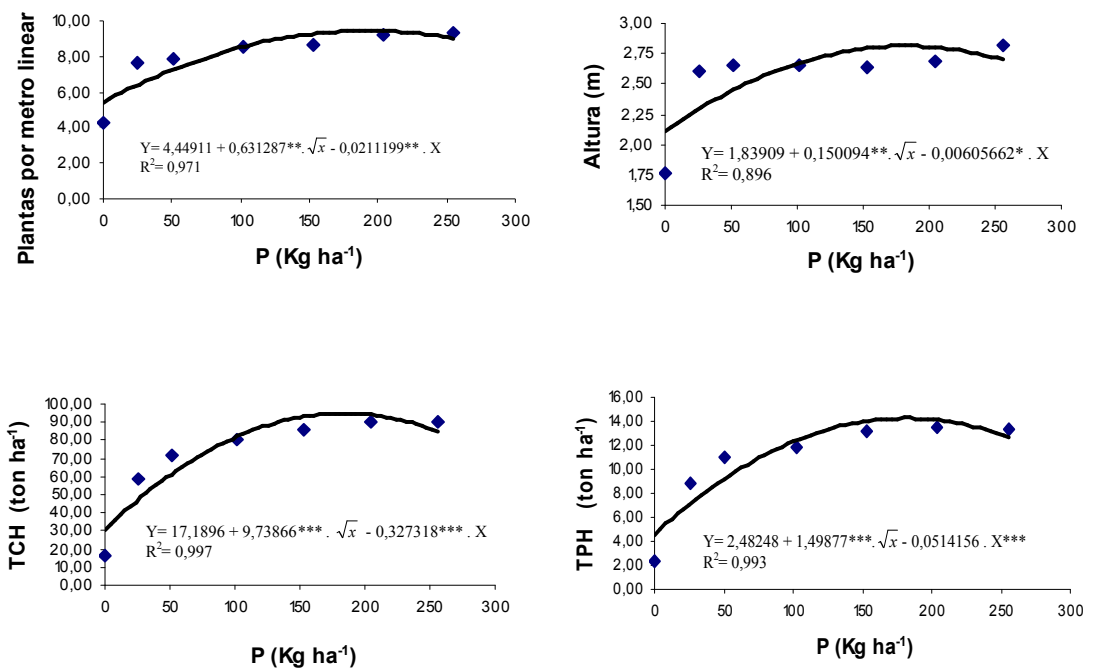 10,00
8,00
6,00
4,00
2,00
0,00
0 50 100 150 200 250 300
Plantas por metro linear
P (Kg ha-1)
Y= 4,44911 + 0,631287**. √x - 0,0211199** . X
R2= 0,971
3,00
2,75
2,50
2,25
2,00
1,75
1,50
0 50 100 150 200 250 300
Altura (m)
P (Kg ha-1)
Y= 1,83909 + 0,150094**. √x - 0,00605662* . X
R2= 0,896
100,00
90,00
80,00
70,00
60,00
50,00
40,00
30,00
20,00
10,00
0,00
0 50 100 150 200 250 300
TCH (ton ha-1)
P (Kg ha-1)
Y= 17,1896 + 9,73866*** . √x - 0,327318*** . X
R2= 0,997
16,00
14,00
12,00
10,00
8,00
6,00
4,00
2,00
0,00
0 50 100 150 200 250 300
TPH (ton ha-1)
P (Kg ha-1)
Y= 2,48248 + 1,49877***. √x - 0,0514156 . X***
R2= 0,993